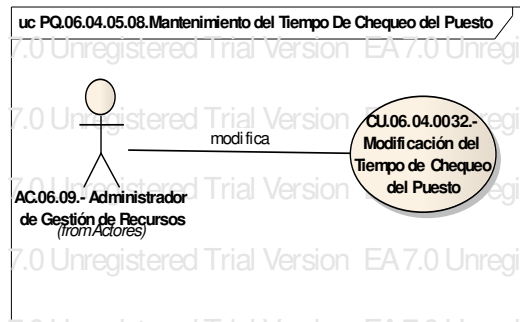 uc PQ.06.04.05.08.Mantenimiento del Tiempo De Chequeo del Puesto
7.0 Unregistered Trial Version EA 7.0 Unregi
7.0 Unregistered Trial Version
modifica
CU.06.04.0032.-
Modificación del
Tiempo de Chequeo
del Puesto
AC.06.09.- Administrador
de Gestión de Recursos
(from Actores)
7.0 Unregistered Trial Version EA 7.0 Unregi